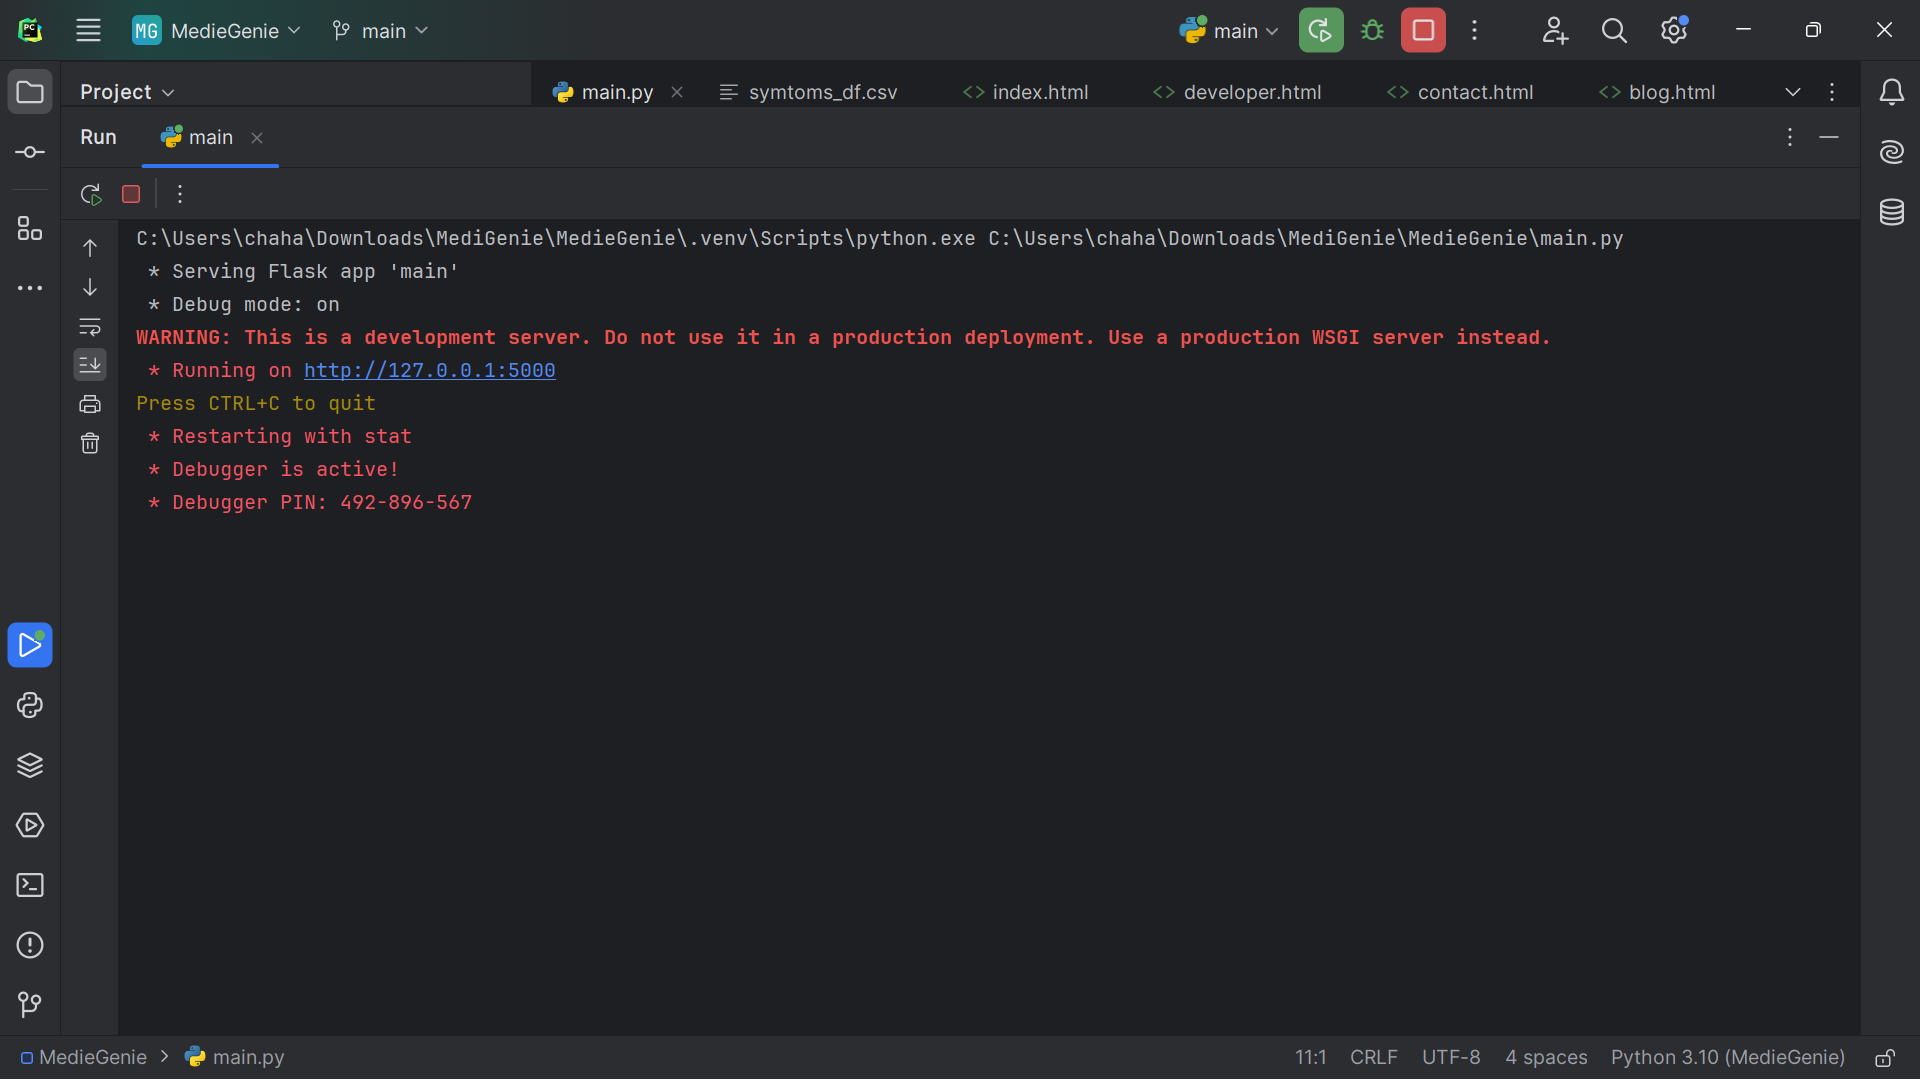 PC
MG MedieGenie main main
Project main.py symtoms_df.csv index.html developer.html contact.html blog.html
Run main
C:\Users\chaha\Downloads\MediGenie\MedieGenie\.venv\Scripts\python.exe C:\Users\chaha\Downloads\MediGenie\MedieGenie\main.py
* Serving Flask app 'main'
* Debug mode: on
WARNING: This is a development server. Do not use it in a production deployment. Use a production WSGI server instead.
* Running on http://127.0.0.1:5000
Press CTRL+C to quit
* Restarting with stat
* Debugger is active!
* Debugger PIN: 492-896-567
MedieGenie > main.py 11:1 CRLF UTF-8 4 spaces Python 3.10 (MedieGenie)